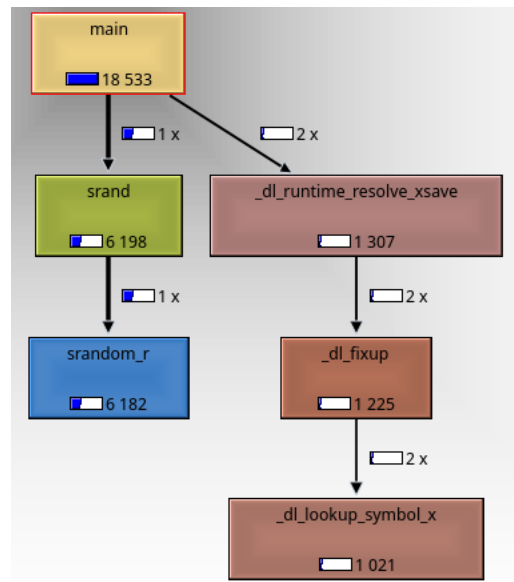 main
18 533
1 x
2 x
srand
6 198
_dl_runtime_resolve_xsave
1 307
1 x
2 x
srandom_r
6 182
_dl_fixup
1 225
2 x
_dl_lookup_symbol_x
1 021